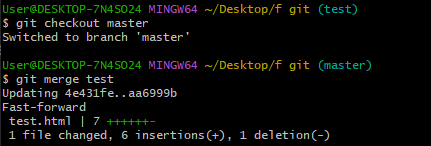 User@DESKTOP-7N4SO24 MINGW64 ~/Desktop/f git (test)
$ git checkout master
Switched to branch 'master'
User@DESKTOP-7N4SO24 MINGW64 ~/Desktop/f git (master)
$ git merge test
Updating 4e431fe..aa6999b
Fast-forward
 test.html | 7 ++++++-
 1 file changed, 6 insertions(+), 1 deletion(-)